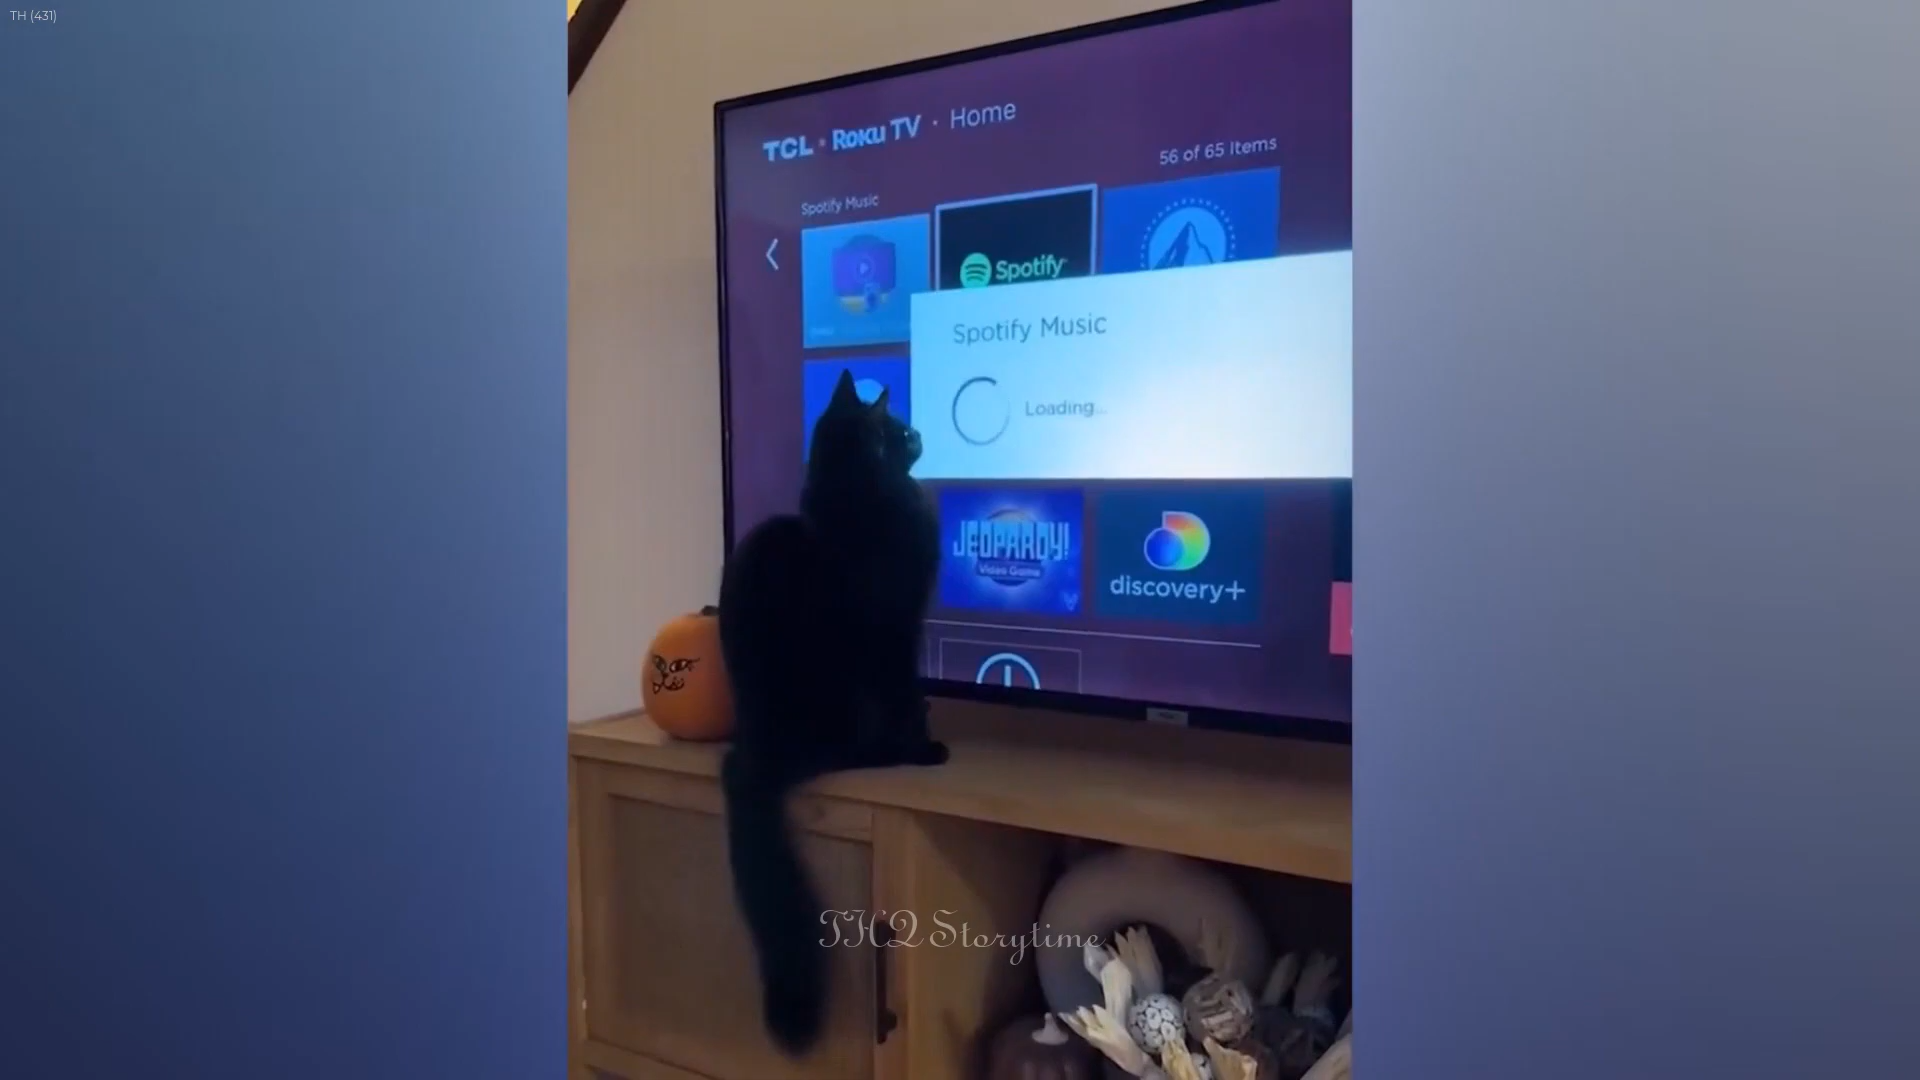 TH (431)
TCL • Roku TV • Home
56 of 65 Items
Spotify Music
Spotify
Spotify Music
Loading...
JEOPARDY!
Video Game
discovery+
THQ Storytime